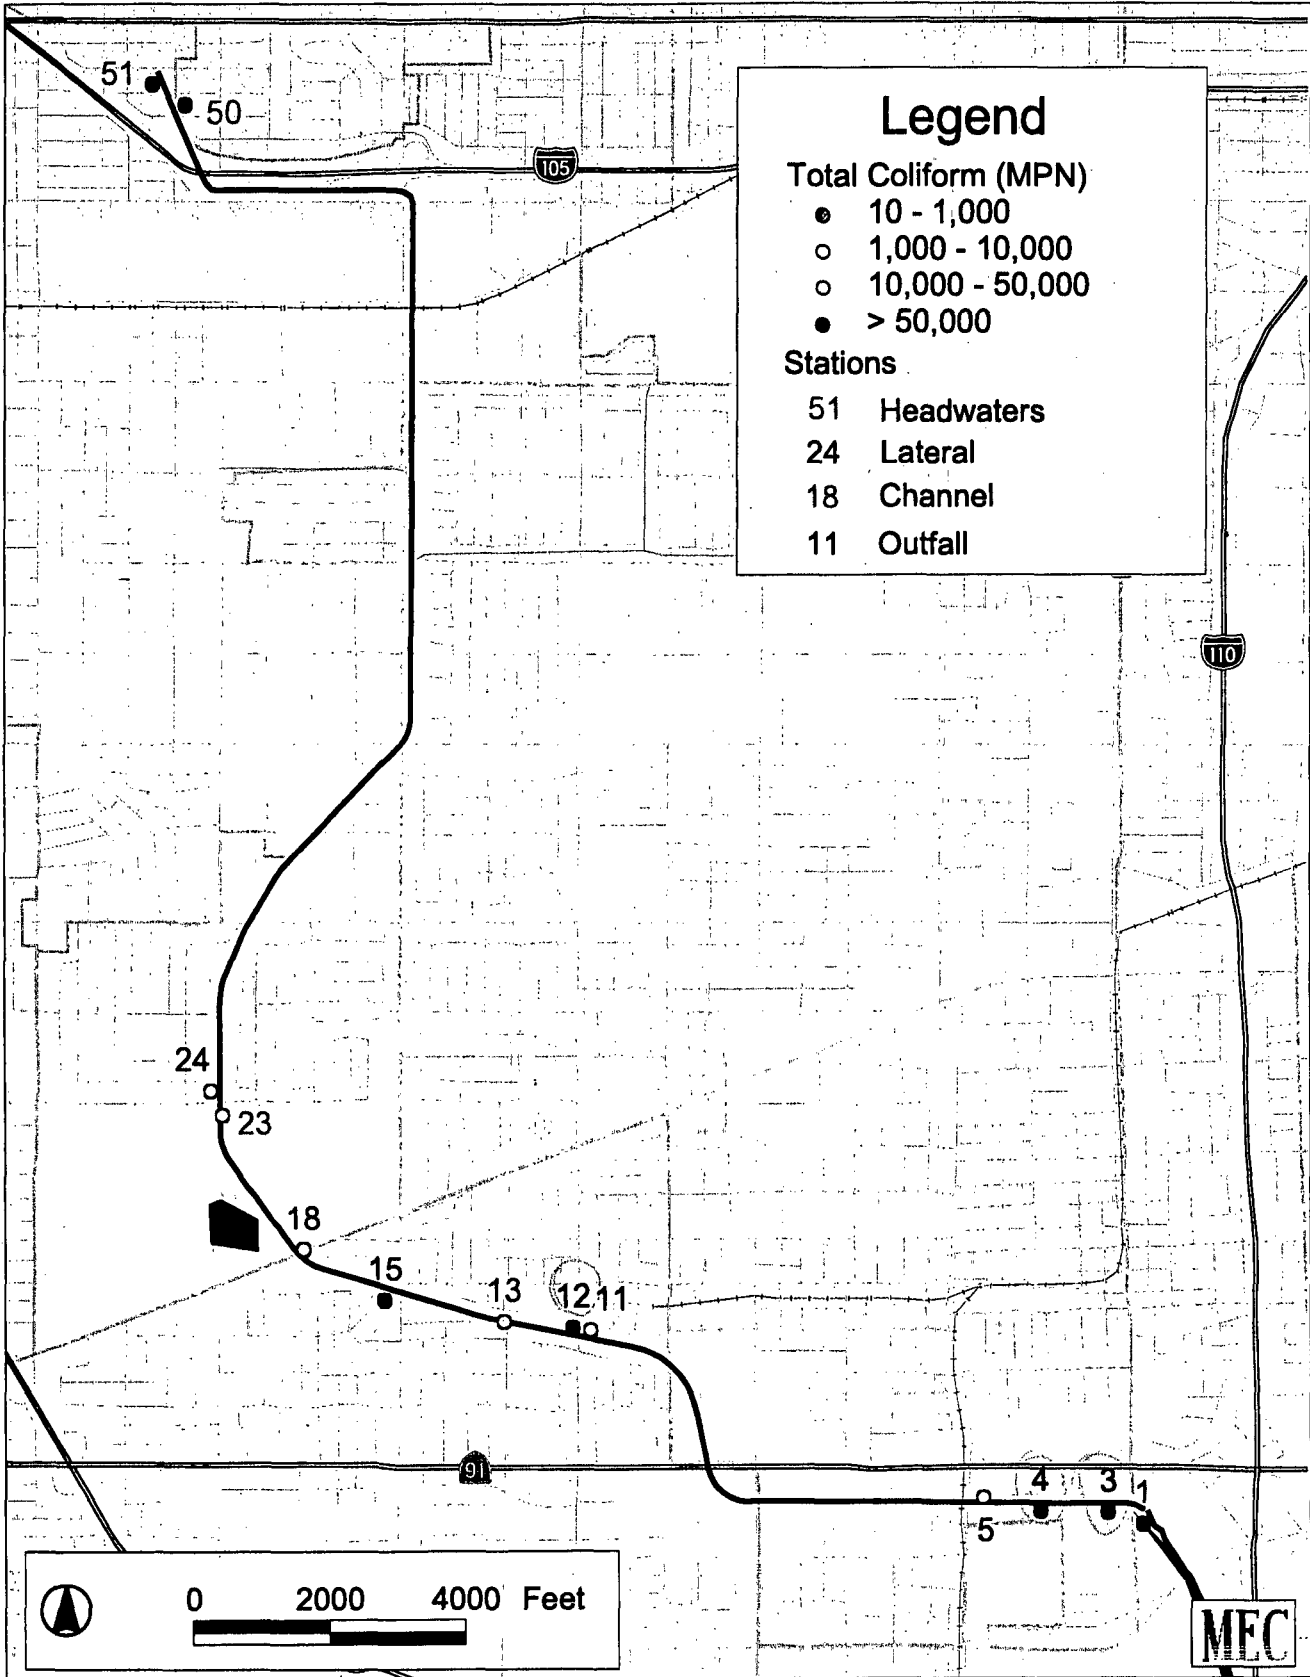 51
50
105
Legend
Total Coliform (MPN)
10 - 1,000
1,000 - 10,000
10,000 - 50,000
> 50,000
Stations
51 Headwaters
24 Lateral
18 Channel
11 Outfall
110
24
23
18
15
13
12 11
91
4
3
1
5
0 2000 4000 Feet
MEC